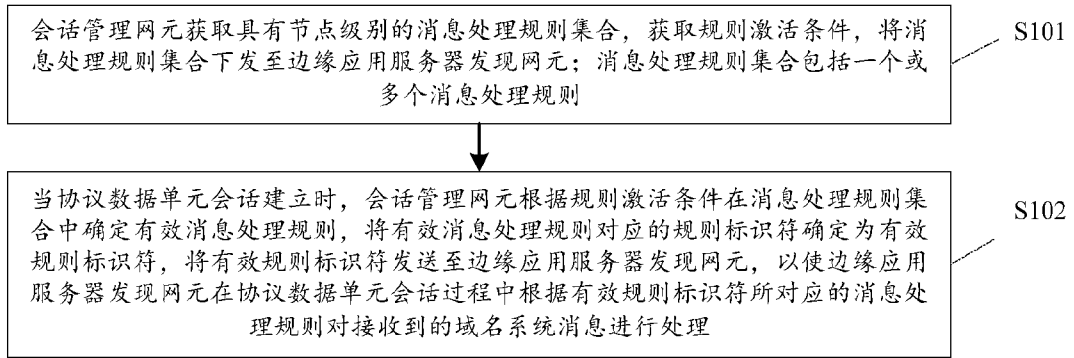 会话管理网元获取具有节点级别的消息处理规则集合，获取规则激活条件，将消
息处理规则集合下发至边缘应用服务器发现网元；消息处理规则集合包括一个或
多个消息处理规则
S101
当协议数据单元会话建立时，会话管理网元根据规则激活条件在消息处理规则集
合中确定有效消息处理规则，将有效消息处理规则对应的规则标识符确定为有效
规则标识符，将有效规则标识符发送至边缘应用服务器发现网元，以使边缘应用
服务器发现网元在协议数据单元会话过程中根据有效规则标识符所对应的消息处
理规则对接收到的域名系统消息进行处理
S102